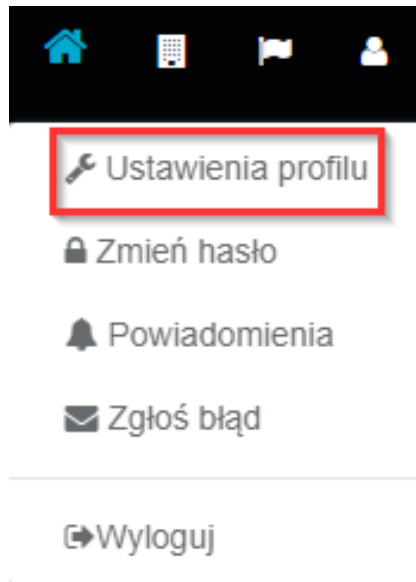 Ustawienia profilu
Zmień hasło
Powiadomienia
Zgłoś błąd
Wyloguj